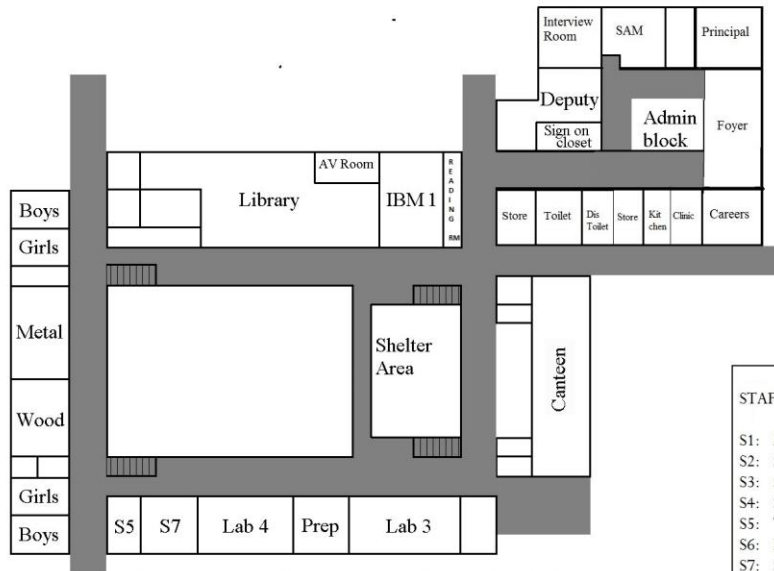 Interview
Room
SAM
Principal
Deputy
Sign on
closet
Admin
block
Foyer
AV Room
Library
IBM 1
READING RM
Boys
Girls
Store
Toilet
Dis
Toilet
Store
Kit
chen
Clinic
Careers
Metal
Wood
Shelter
Area
Canteen
Girls
Boys
S5
S7
Lab 4
Prep
Lab 3
STAF
S1:
S2:
S3:
S4:
S5:
S6:
S7: